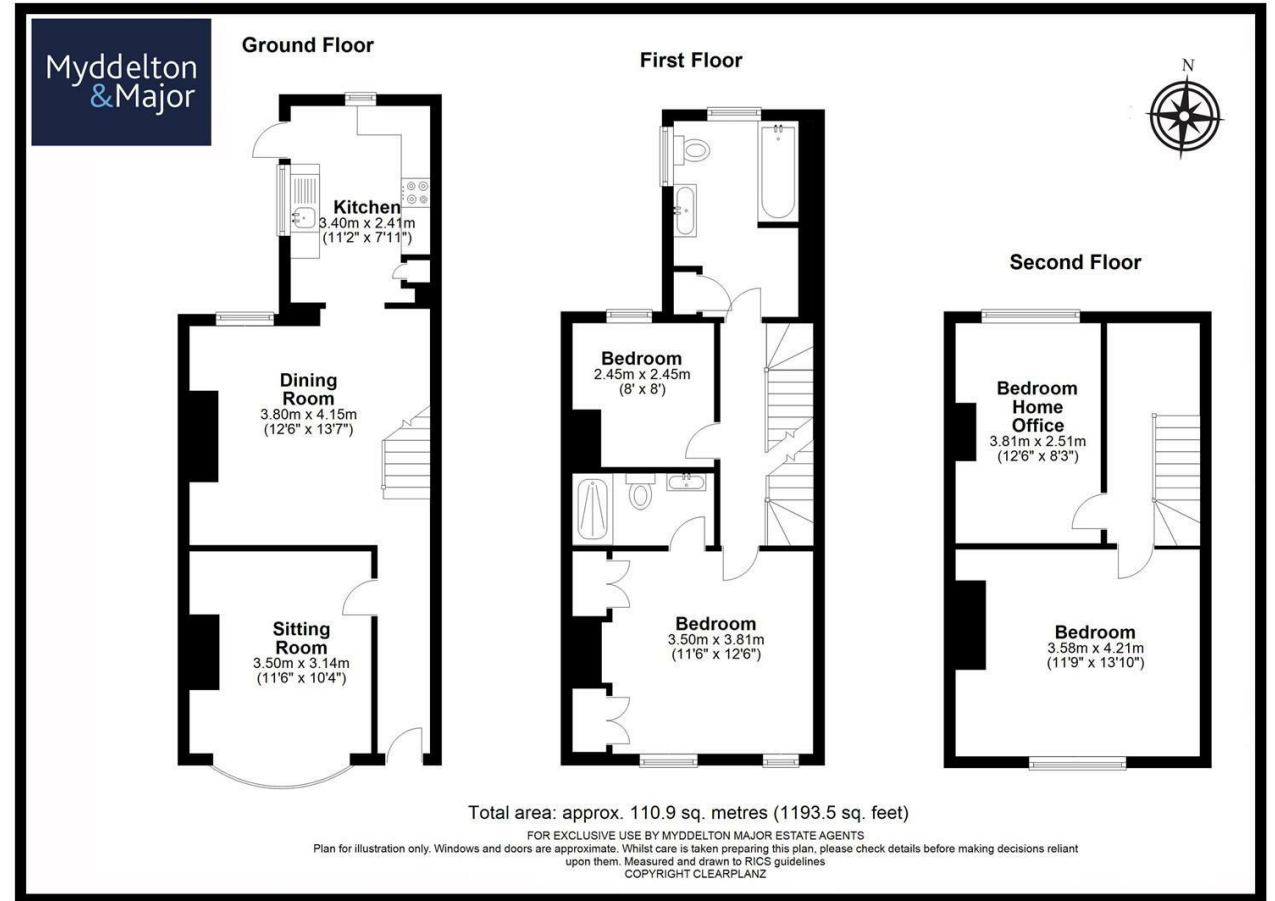 Myddelton
&Major
Ground Floor
Kitchen
3.40m x 2.41m
(11'2" x 7'11")
Dining
Room
3.80m x 4.15m
(12'6" x 13'7")
Sitting
Room
3.50m x 3.14m
(11'6" x 10'4")
First Floor
Bedroom
2.45m x 2.45m
(8' x 8')
Bedroom
3.50m x 3.81m
(11'6" x 12'6")
N
Second Floor
Bedroom
Home
Office
3.81m x 2.51m
(12'6" x 8'3")
Bedroom
3.58m x 4.21m
(11'9" x 13'10")
Total area: approx. 110.9 sq. metres (1193.5 sq. feet)
FOR EXCLUSIVE USE BY MYDDELTON MAJOR ESTATE AGENTS
Plan for illustration only. Windows and doors are approximate. Whilst care is taken preparing this plan, please check details before making decisions reliant
upon them. Measured and drawn to RICS guidelines
COPYRIGHT CLEARPLANZ